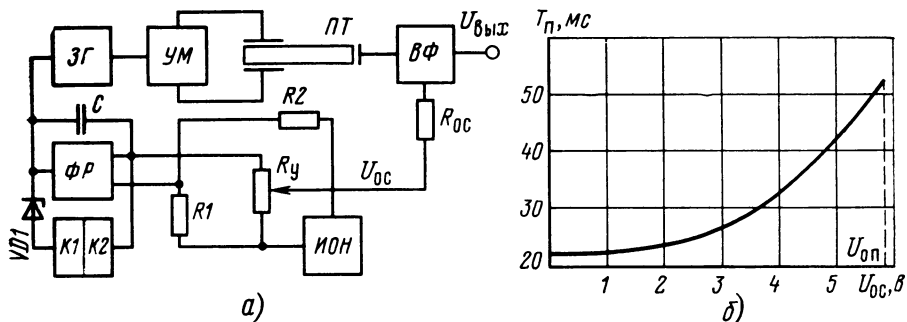 ЗГ
УМ
ПТ
ВФ
Uвых
C
R2
Rос
ФР
Rу
Uос
R1
VD1
К1
К2
ИОН
а)
Tп, мс
50
40
30
20
1
2
3
4
5
Uоп
Uос, в
б)